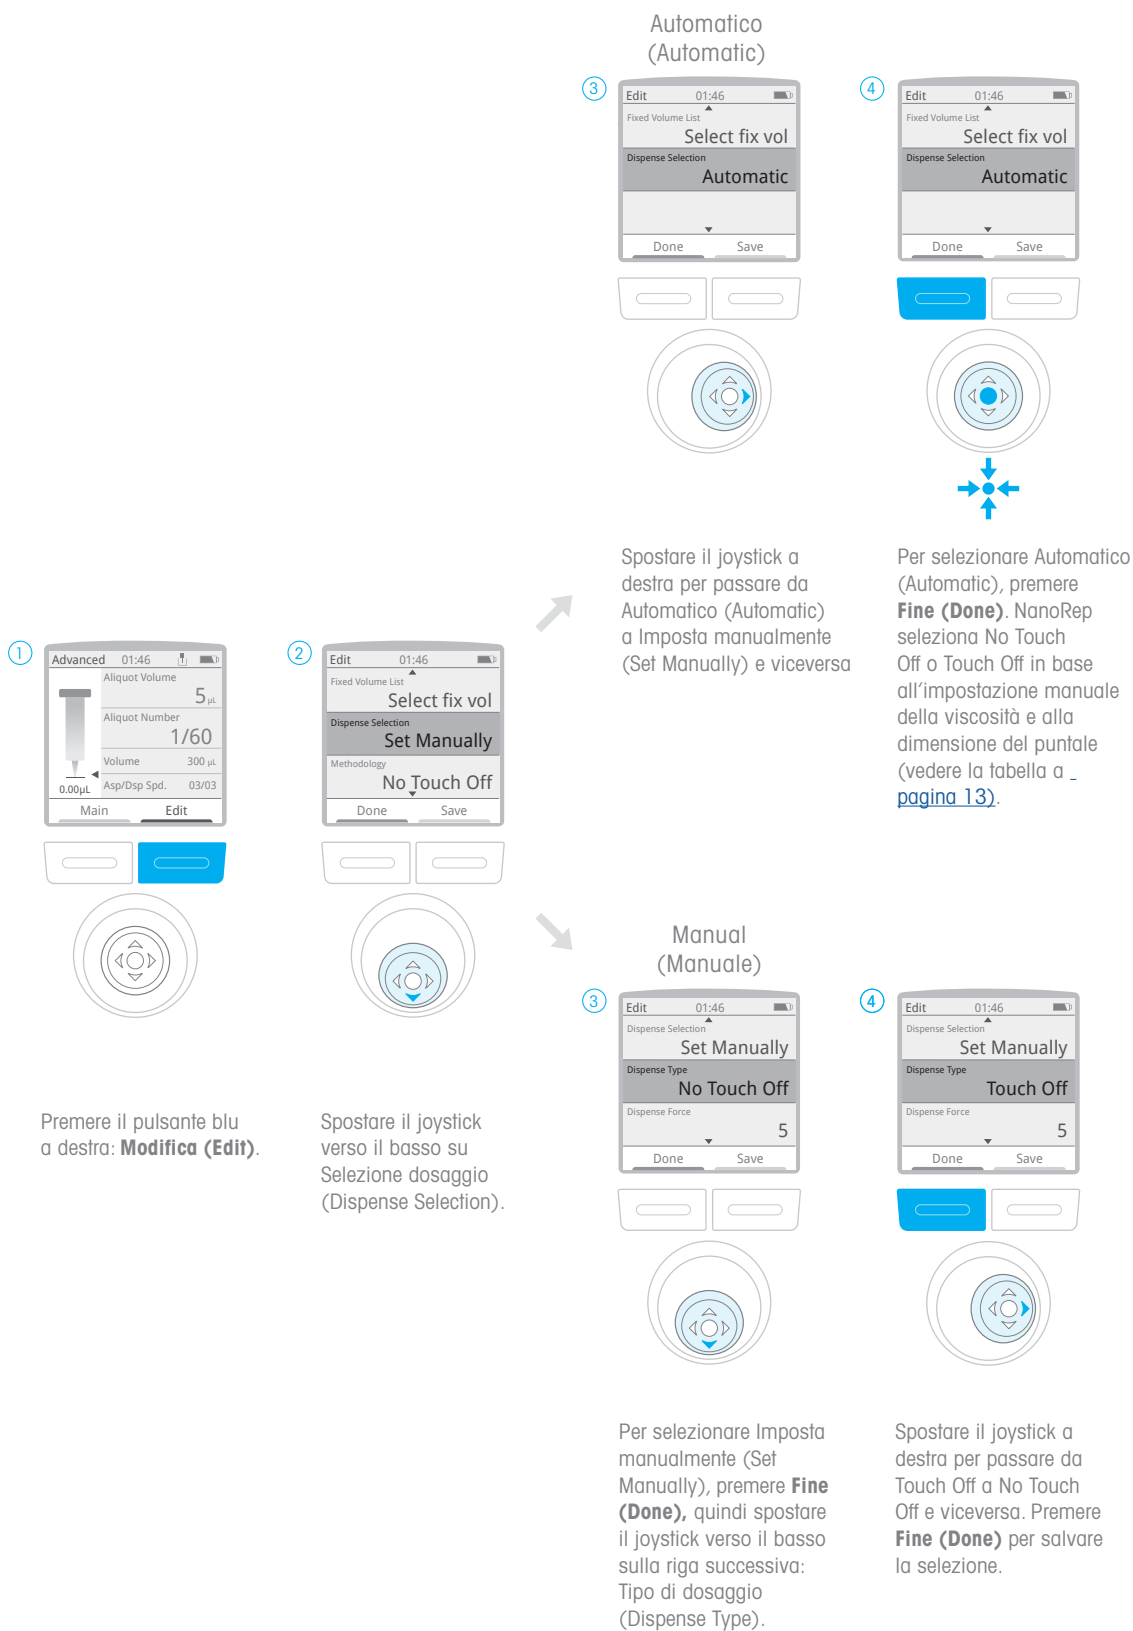 Automatico
(Automatic)
3
Edit 01:46
Fixed Volume List
Select fix vol
Dispense Selection
Automatic
Done Save
4
Edit 01:46
Fixed Volume List
Select fix vol
Dispense Selection
Automatic
Done Save
Spostare il joystick a
destra per passare da
Automatico (Automatic)
a Imposta manualmente
(Set Manually) e viceversa
Per selezionare Automatico
(Automatic), premere
Fine (Done). NanoRep
seleziona No Touch
Off o Touch Off in base
all'impostazione manuale
della viscosità e alla
dimensione del puntale
(vedere la tabella a
pagina 13).
1
Advanced 01:46
Aliquot Volume
5 µL
Aliquot Number
1/60
Volume 300 µL
0.00µL
Asp/Dsp Spd. 03/03
Main Edit
Premere il pulsante blu
a destra: Modifica (Edit).
2
Edit 01:46
Fixed Volume List
Select fix vol
Dispense Selection
Set Manually
Methodology
No Touch Off
Done Save
Spostare il joystick
verso il basso su
Selezione dosaggio
(Dispense Selection).
Manual
(Manuale)
3
Edit 01:46
Dispense Selection
Set Manually
Dispense Type
No Touch Off
Dispense Force
5
Done Save
Per selezionare Imposta
manualmente (Set
Manually), premere Fine
(Done), quindi spostare
il joystick verso il basso
sulla riga successiva:
Tipo di dosaggio
(Dispense Type).
4
Edit 01:46
Dispense Selection
Set Manually
Dispense Type
Touch Off
Dispense Force
5
Done Save
Spostare il joystick a
destra per passare da
Touch Off a No Touch
Off e viceversa. Premere
Fine (Done) per salvare
la selezione.